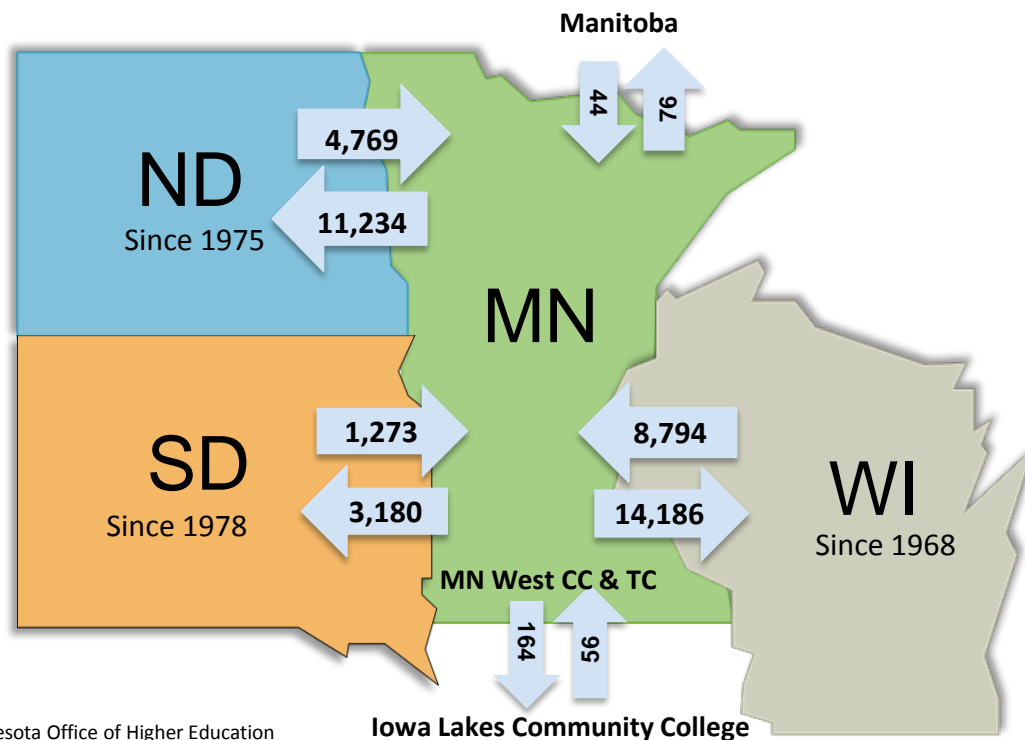 Manitoba
44
76
4,769
ND
11,234
Since 1975
MN
1,273
8,794
SD
WI
3,180
14,186
Since 1978
Since 1968
MN West CC & TC
164
95
Office of Higher Education
Iowa Lakes Community College